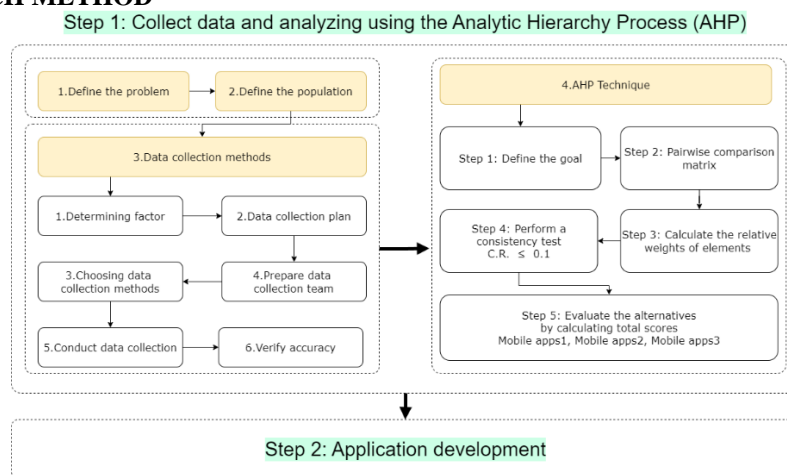 Step 1: Collect data and analyzing using the Analytic Hierarchy Process (AHP)
1.Define the problem
2.Define the population
3.Data collection methods
1.Determining factor
2.Data collection plan
3.Choosing data
collection methods
4.Prepare data
collection team
5.Conduct data collection
6.Verify accuracy
4.AHP Technique
Step 1: Define the goal
Step 2: Pairwise comparison
matrix
Step 3: Calculate the relative
weights of elements
Step 4: Perform a
consistency test
C.R. ≤ 0.1
Step 5: Evaluate the alternatives
by calculating total scores
Mobile apps1, Mobile apps2, Mobile apps3
Step 2: Application development